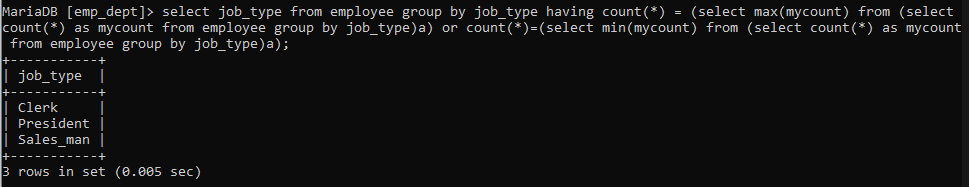 MariaDB [emp_dept]> select job_type from employee group by job_type having count(*) = (select max(mycount) from (select
count(*) as mycount from employee group by job_type)a) or count(*)=(select min(mycount) from (select count(*) as mycount
 from employee group by job_type)a);
+-----------+
| job_type  |
+-----------+
| Clerk     |
| President |
| Sales_man |
+-----------+
3 rows in set (0.005 sec)